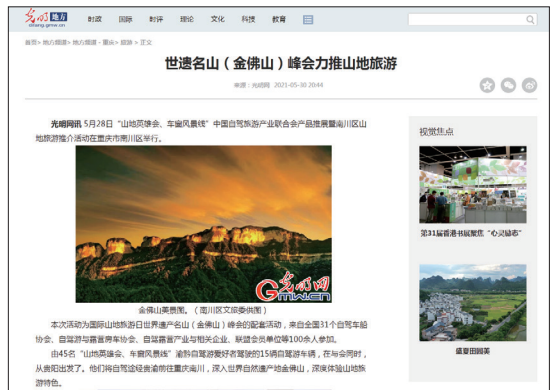 光明网 地方
difang.gmw.cn
时政 国际 时评 理论 文化 科技 教育
首页> 地方频道> 地方频道-重庆> 旅游> 正文
世遗名山（金佛山）峰会力推山地旅游
来源：光明网 2021-05-30 20:44
光明网讯 5月28日“山地英雄会、车窗风景线”中国自驾旅游产业联合会产品推展暨南川区山
地旅游推介活动在重庆市南川区举行。
光明网
GMW.CN
金佛山美景图。（南川区文旅委供图）
本次活动为国际山地旅游日世界遗产名山（金佛山）峰会的配套活动，来自全国31个自驾车船
协会、自驾游与露营房车协会、自驾露营产业与相关企业、联盟会员单位等100余人参加。
由45名“山地英雄会、车窗风景线”渝黔自驾游爱好者驾驶的15辆自驾游车辆，在与会同时，
从贵阳出发了。他们将自驾途经贵渝前往重庆南川，深入世界自然遗产地金佛山，深度体验山地旅
游特色。
视觉焦点
第31届香港书展聚焦“心灵励志”
盛夏田园美